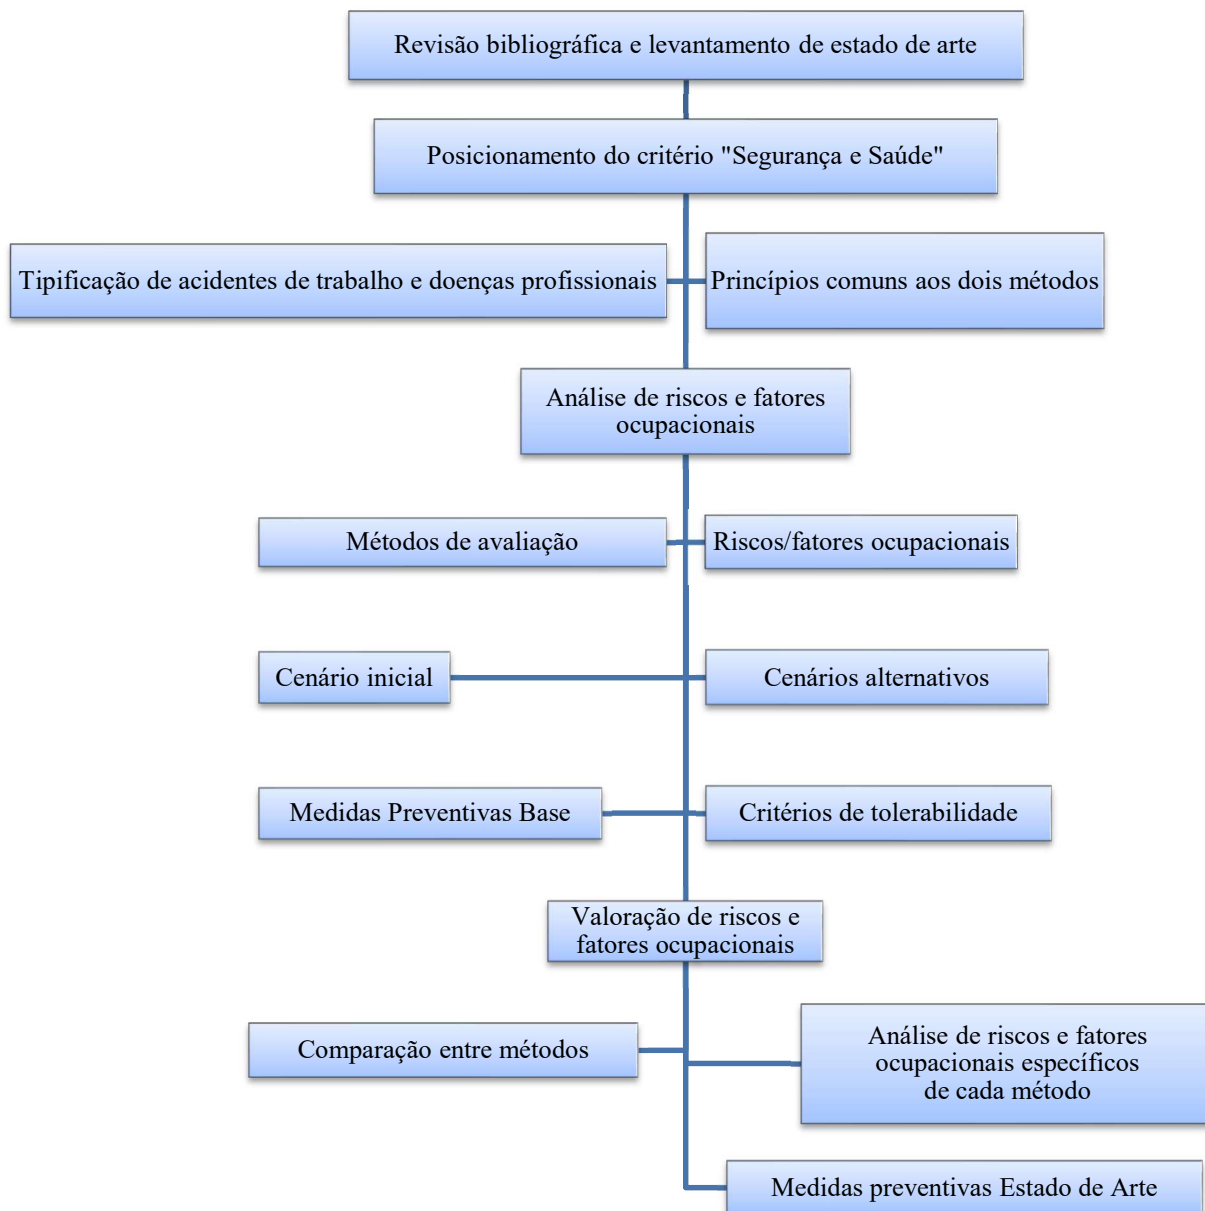 Revisão bibliográfica e levantamento de estado de arte
Posicionamento do critério "Segurança e Saúde"
Tipificação de acidentes de trabalho e doenças profissionais
Princípios comuns aos dois métodos
Análise de riscos e fatores
ocupacionais
Métodos de avaliação
Riscos/fatores ocupacionais
Cenário inicial
Cenários alternativos
Medidas Preventivas Base
Critérios de tolerabilidade
Valoração de riscos e
fatores ocupacionais
Comparação entre métodos
Análise de riscos e fatores
ocupacionais específicos
de cada método
Medidas preventivas Estado de Arte